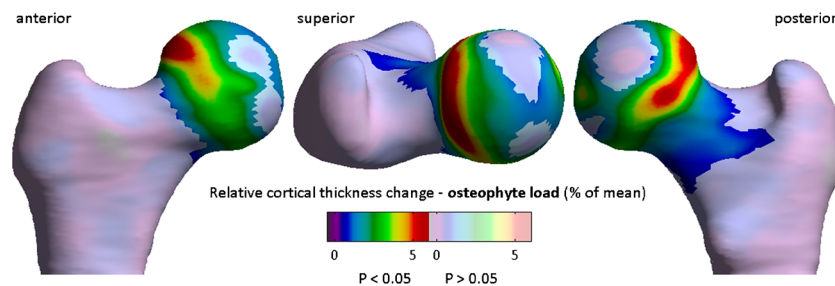 anterior
superior
posterior
Relative cortical thickness change - osteophyte load (% of mean)
0 5 0 5
P < 0.05 P > 0.05